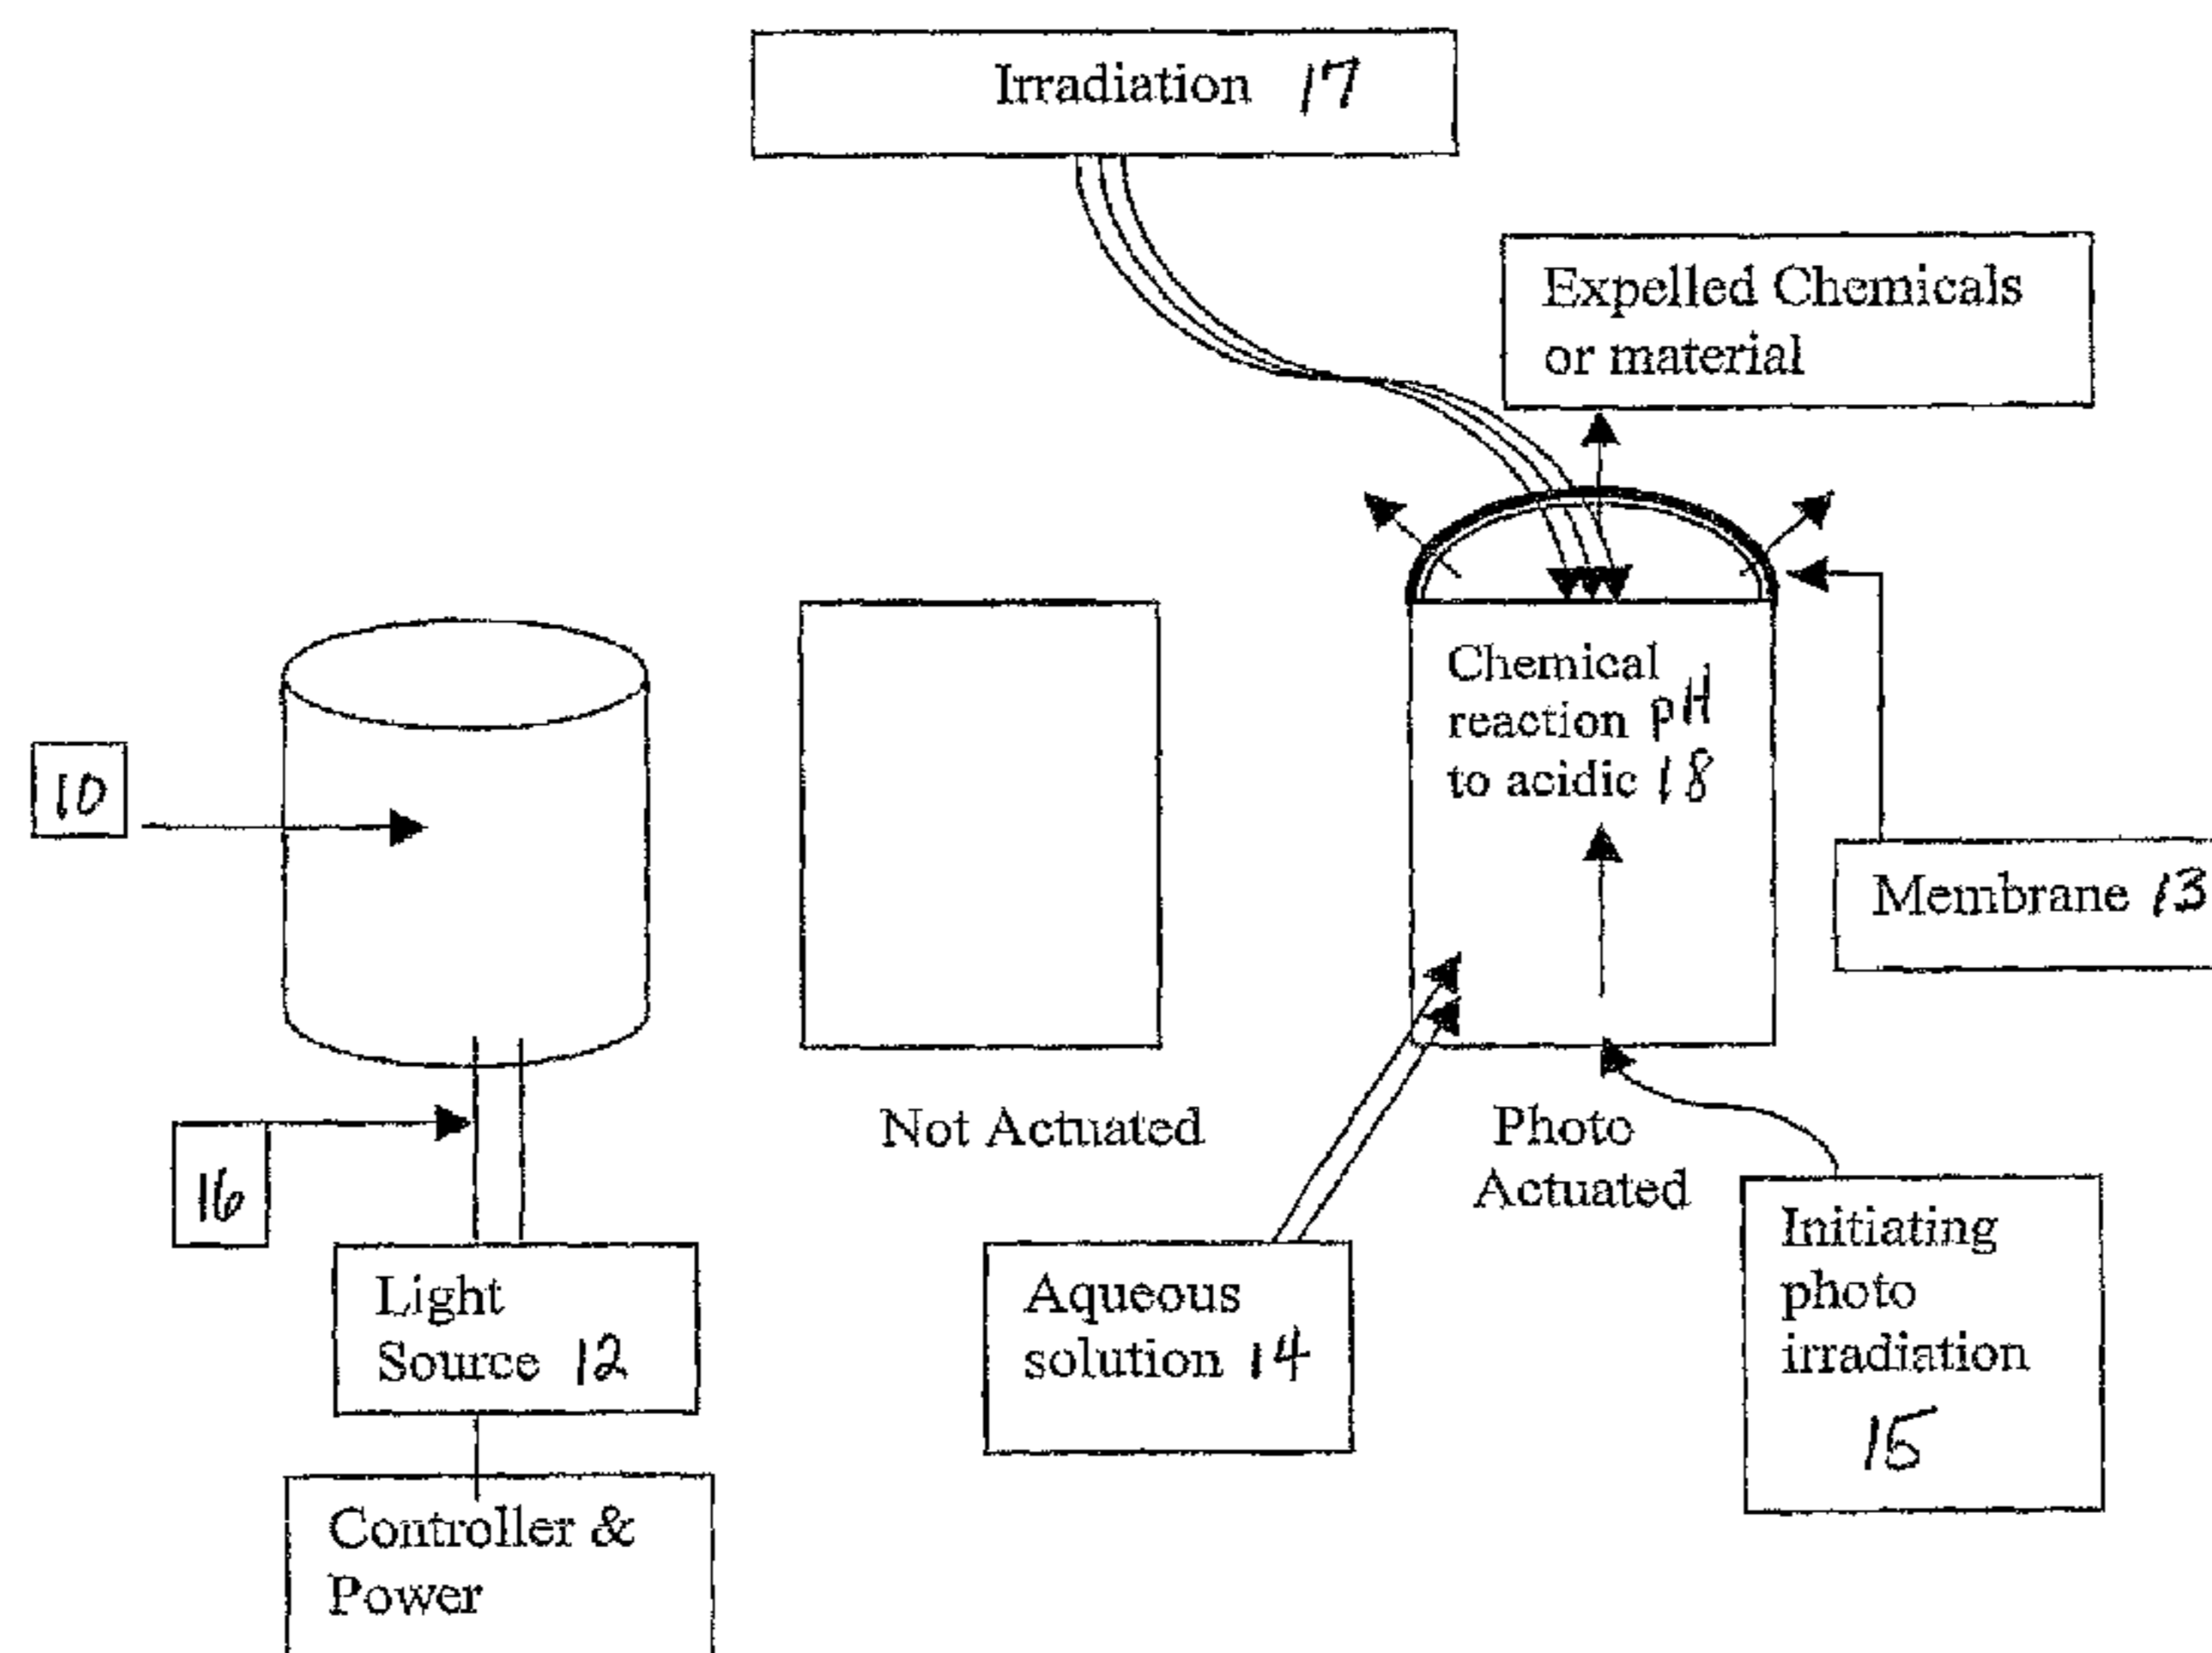 Irradiation 17
Expelled Chemicals
or material
Chemical
reaction pH
to acidic 18
10
Membrane 13
Not Actuated
Photo
Actuated
16
Light
Source 12
Aqueous
solution 14
Initiating
photo
irradiation
15
Controller &
Power